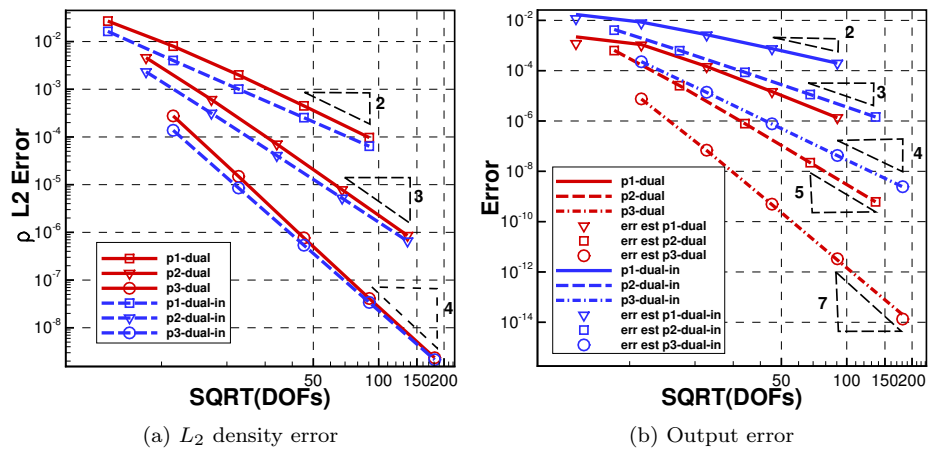 10⁻²
10⁻³
10⁻⁴
10⁻⁵
10⁻⁶
10⁻⁷
10⁻⁸
ρ L2 Error
2
3
4
p1-dual
p2-dual
p3-dual
p1-dual-in
p2-dual-in
p3-dual-in
50
100
150
200
SQRT(DOFs)
(a) L₂ density error
10⁻²
10⁻⁴
10⁻⁶
10⁻⁸
10⁻¹⁰
10⁻¹²
10⁻¹⁴
Error
2
3
4
5
7
p1-dual
p2-dual
p3-dual
err est p1-dual
err est p2-dual
err est p3-dual
p1-dual-in
p2-dual-in
p3-dual-in
err est p1-dual-in
err est p2-dual-in
err est p3-dual-in
50
100
150
200
SQRT(DOFs)
(b) Output error